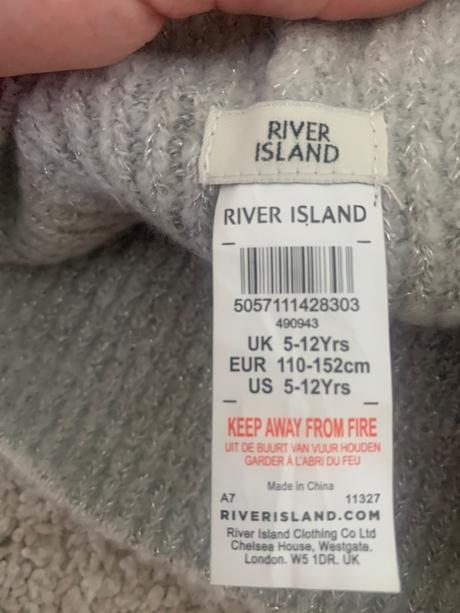 RIVER
ISLAND
RIVER ISLAND
5057111428303
490943
UK 5-12Yrs
EUR 110-152cm
US 5-12Yrs
KEEP AWAY FROM FIRE
UIT DE BUURT VAN VUUR HOUDEN
GARDER À L'ABRI DU FEU
Made in China
A7 11327
RIVERISLAND.COM
River Island Clothing Co Ltd
Chelsea House, Westgate.
London. W5 1DR. UK